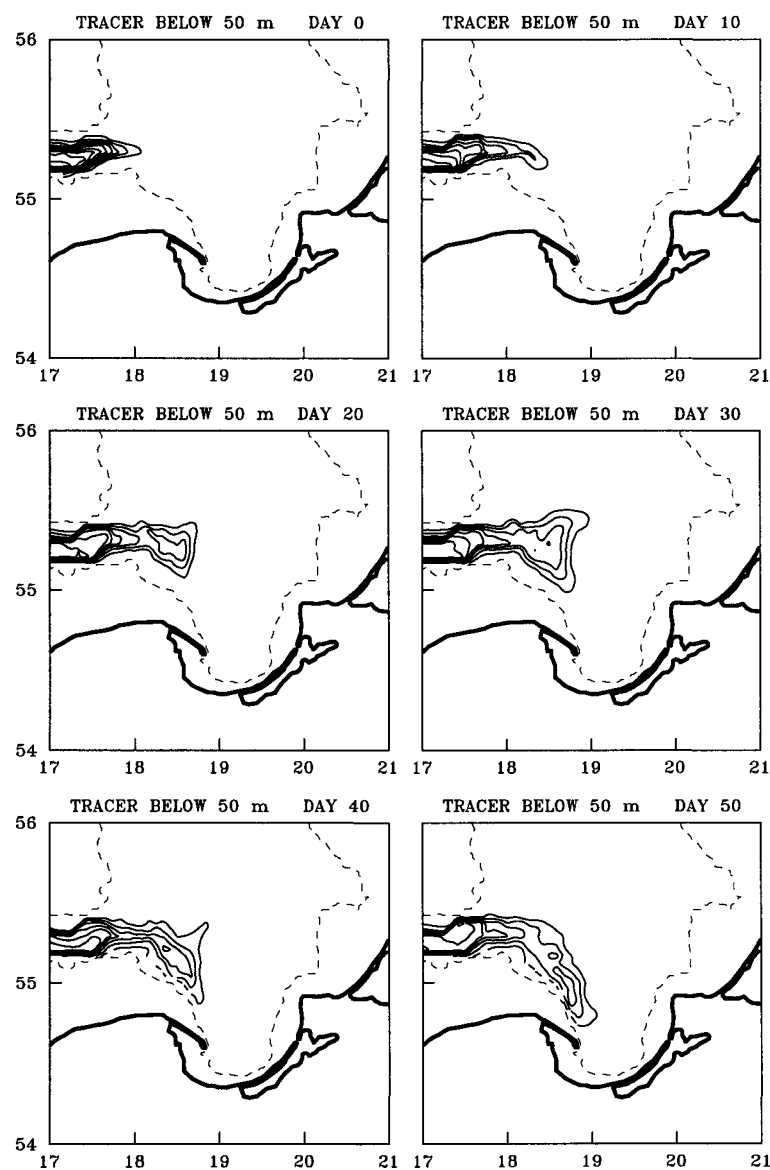 TRACER BELOW 50 m DAY 0
TRACER BELOW 50 m DAY 10
56
55
54
17 18 19 20 21
17 18 19 20 21
TRACER BELOW 50 m DAY 20
TRACER BELOW 50 m DAY 30
56
55
54
17 18 19 20 21
17 18 19 20 21
TRACER BELOW 50 m DAY 40
TRACER BELOW 50 m DAY 50
56
55
54
17 18 19 20 21
17 18 19 20 21